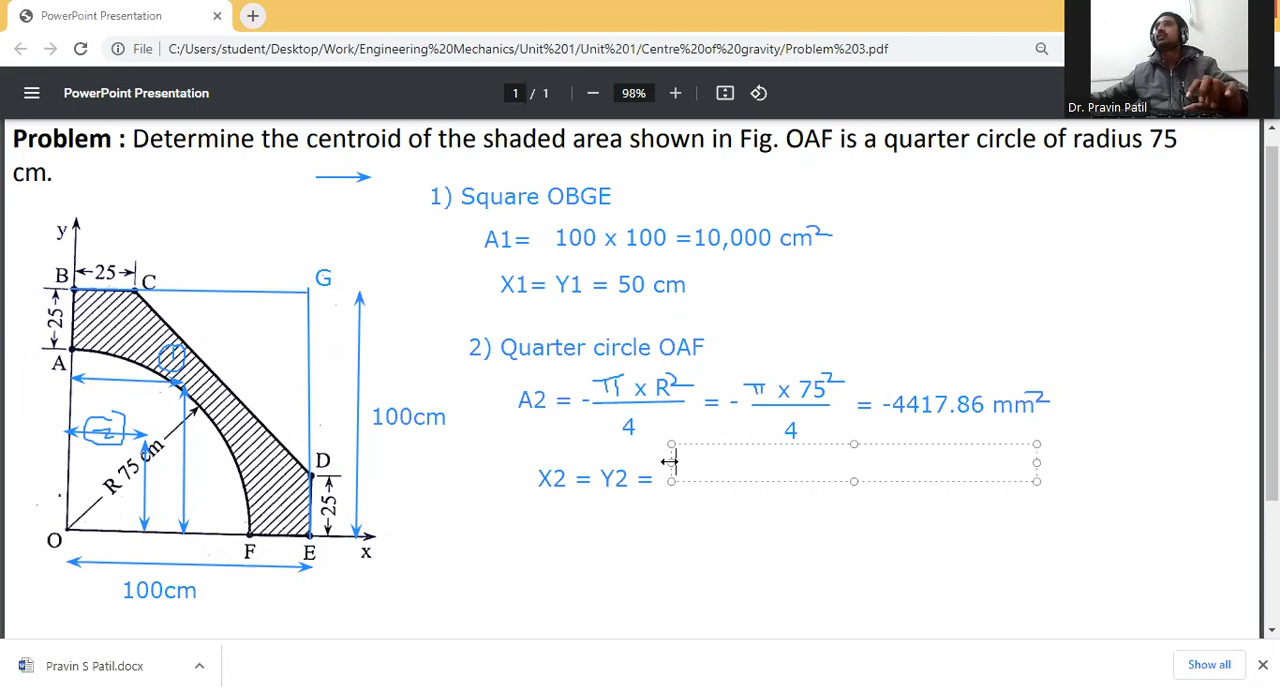 PowerPoint Presentation
File C:/Users/student/Desktop/Work/Engineering%20Mechanics/Unit%201/Unit%201/Centre%20of%20gravity/Problem%203.pdf
PowerPoint Presentation
1 / 1
98%
Dr. Pravin Patil
Problem : Determine the centroid of the shaded area shown in Fig. OAF is a quarter circle of radius 75
cm.
1) Square OBGE
A1= 100 x 100 =10,000 cm²
X1= Y1 = 50 cm
2) Quarter circle OAF
A2 = - π x R² / 4 = - π x 75² / 4 = -4417.86 mm²
X2 = Y2 =
y
B
25
C
G
25
A
1
100cm
2
R 75 cm
D
25
O
F
E
x
100cm
Pravin S Patil.docx
Show all